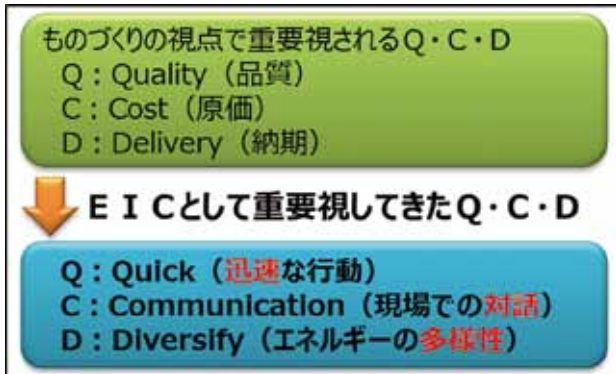 ものづくりの視点で重要視されるＱ・Ｃ・Ｄ
Ｑ：Quality（品質）
Ｃ：Cost（原価）
Ｄ：Delivery（納期）
ＥＩＣとして重要視してきたＱ・Ｃ・Ｄ
Ｑ：Quick（迅速な行動）
Ｃ：Communication（現場での対話）
Ｄ：Diversify（エネルギーの多様性）